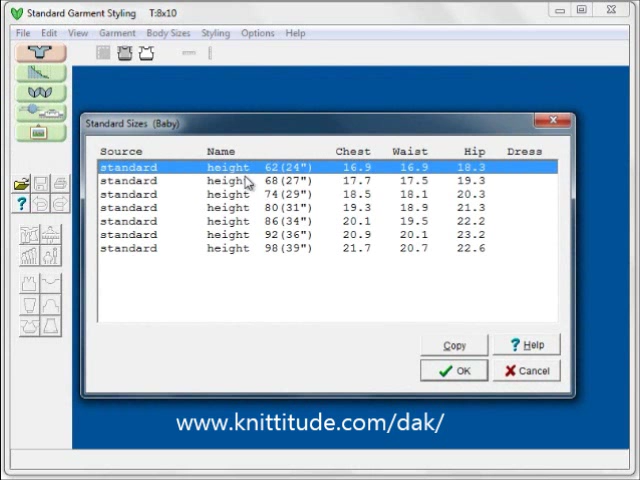 Standard Garment Styling T:8x10
File Edit View Garment Body Sizes Styling Options Help
Standard Sizes (Baby)
Source Name Chest Waist Hip Dress
standard height 62(24") 16.9 16.9 18.3
standard height 68(27") 17.7 17.5 19.3
standard height 74(29") 18.5 18.1 20.3
standard height 80(31") 19.3 18.9 21.3
standard height 86(34") 20.1 19.5 22.2
standard height 92(36") 20.9 20.1 23.2
standard height 98(39") 21.7 20.7 22.6
Copy ? Help
OK Cancel
www.knittitude.com/dak/